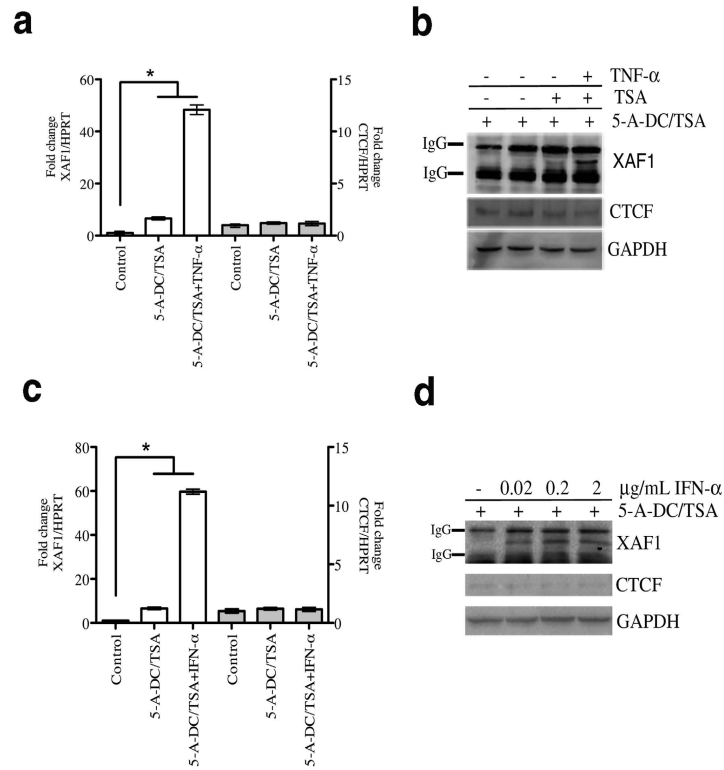 a
60
40
20
0
Fold change
XAF1/HPRT
*
15
10
5
0
Fold change
CTCF/HPRT
Control
5-A-DC/TSA
5-A-DC/TSA+TNF-α
Control
5-A-DC/TSA
5-A-DC/TSA+TNF-α
b
- - - + TNF-α
- - + + TSA
+ + + + 5-A-DC/TSA
IgG
IgG
XAF1
CTCF
GAPDH
c
80
60
40
20
0
Fold change
XAF1/HPRT
*
15
10
5
0
Fold change
CTCF/HPRT
Control
5-A-DC/TSA
5-A-DC/TSA+IFN-α
Control
5-A-DC/TSA
5-A-DC/TSA+IFN-α
d
- 0.02 0.2 2 μg/mL IFN-α
+ + + + 5-A-DC/TSA
IgG
IgG
XAF1
CTCF
GAPDH